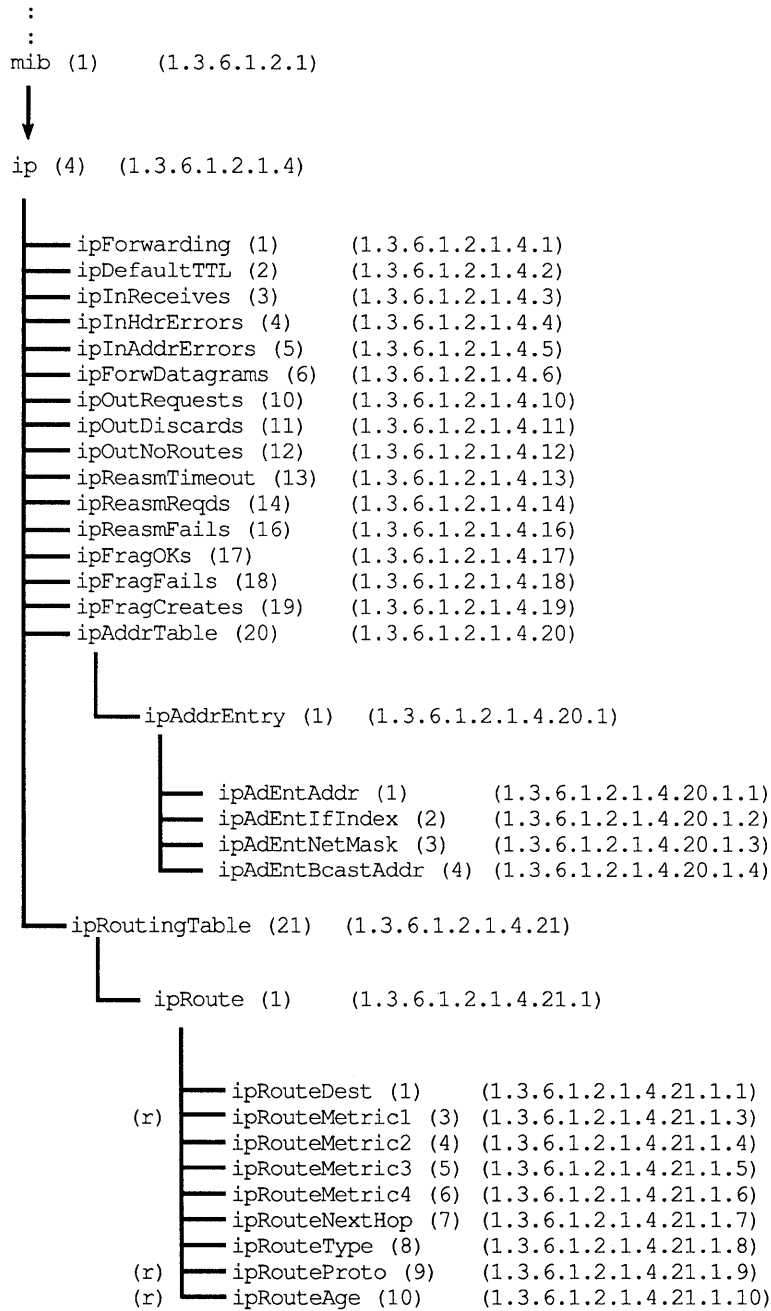 :
:
mib (1) (1.3.6.1.2.1)
ip (4) (1.3.6.1.2.1.4)
ipForwarding (1) (1.3.6.1.2.1.4.1)
ipDefaultTTL (2) (1.3.6.1.2.1.4.2)
ipInReceives (3) (1.3.6.1.2.1.4.3)
ipInHdrErrors (4) (1.3.6.1.2.1.4.4)
ipInAddrErrors (5) (1.3.6.1.2.1.4.5)
ipForwDatagrams (6) (1.3.6.1.2.1.4.6)
ipOutRequests (10) (1.3.6.1.2.1.4.10)
ipOutDiscards (11) (1.3.6.1.2.1.4.11)
ipOutNoRoutes (12) (1.3.6.1.2.1.4.12)
ipReasmTimeout (13) (1.3.6.1.2.1.4.13)
ipReasmReqds (14) (1.3.6.1.2.1.4.14)
ipReasmFails (16) (1.3.6.1.2.1.4.16)
ipFragOKs (17) (1.3.6.1.2.1.4.17)
ipFragFails (18) (1.3.6.1.2.1.4.18)
ipFragCreates (19) (1.3.6.1.2.1.4.19)
ipAddrTable (20) (1.3.6.1.2.1.4.20)
ipAddrEntry (1) (1.3.6.1.2.1.4.20.1)
ipAdEntAddr (1) (1.3.6.1.2.1.4.20.1.1)
ipAdEntIfIndex (2) (1.3.6.1.2.1.4.20.1.2)
ipAdEntNetMask (3) (1.3.6.1.2.1.4.20.1.3)
ipAdEntBcastAddr (4) (1.3.6.1.2.1.4.20.1.4)
ipRoutingTable (21) (1.3.6.1.2.1.4.21)
ipRoute (1) (1.3.6.1.2.1.4.21.1)
ipRouteDest (1) (1.3.6.1.2.1.4.21.1.1)
(r) ipRouteMetric1 (3) (1.3.6.1.2.1.4.21.1.3)
ipRouteMetric2 (4) (1.3.6.1.2.1.4.21.1.4)
ipRouteMetric3 (5) (1.3.6.1.2.1.4.21.1.5)
ipRouteMetric4 (6) (1.3.6.1.2.1.4.21.1.6)
ipRouteNextHop (7) (1.3.6.1.2.1.4.21.1.7)
ipRouteType (8) (1.3.6.1.2.1.4.21.1.8)
(r) ipRouteProto (9) (1.3.6.1.2.1.4.21.1.9)
(r) ipRouteAge (10) (1.3.6.1.2.1.4.21.1.10)